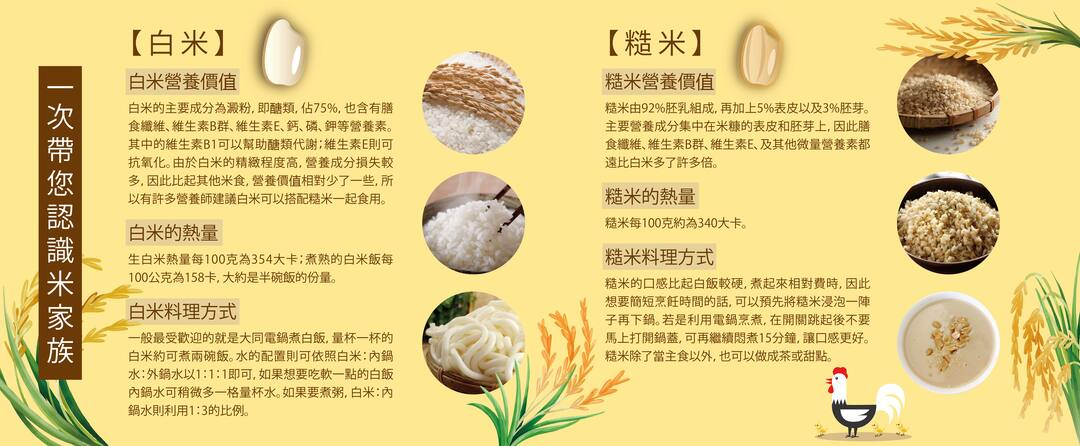 一次帶您認識米家族
【白米】
白米營養價值
白米的主要成分為澱粉, 即醣類, 佔75%, 也含有膳
食纖維、維生素B群、維生素E、鈣、磷、鉀等營養素。
其中的維生素B1可以幫助醣類代謝;維生素E則可
抗氧化。由於白米的精緻程度高, 營養成分損失較
多, 因此比起其他米食, 營養價值相對少了一些, 所
以有許多營養師建議白米可以搭配糙米一起食用。
白米的熱量
生白米熱量每100克為354大卡;煮熟的白米飯每
100公克為158卡, 大約是半碗飯的份量。
白米料理方式
一般最受歡迎的就是大同電鍋煮白飯, 量杯一杯的
白米約可煮兩碗飯。水的配置則可依照白米:內鍋
水:外鍋水以1:1:1即可, 如果想要吃軟一點的白飯
內鍋水可稍微多一格量杯水。如果要煮粥, 白米:內
鍋水則利用1:3的比例。
【糙米】
糙米營養價值
糙米由92%胚乳組成, 再加上5%表皮以及3%胚芽。
主要營養成分集中在米糠的表皮和胚芽上, 因此膳
食纖維、維生素B群、維生素E、及其他微量營養素都
遠比白米多了許多倍。
糙米的熱量
糙米每100克約為340大卡。
糙米料理方式
糙米的口感比起白飯較硬, 煮起來相對費時, 因此
想要簡短烹飪時間的話, 可以預先將糙米浸泡一陣
子再下鍋。若是利用電鍋烹煮, 在開關跳起後不要
馬上打開鍋蓋, 可再繼續悶煮15分鐘, 讓口感更好。
糙米除了當主食以外, 也可以做成茶或甜點。